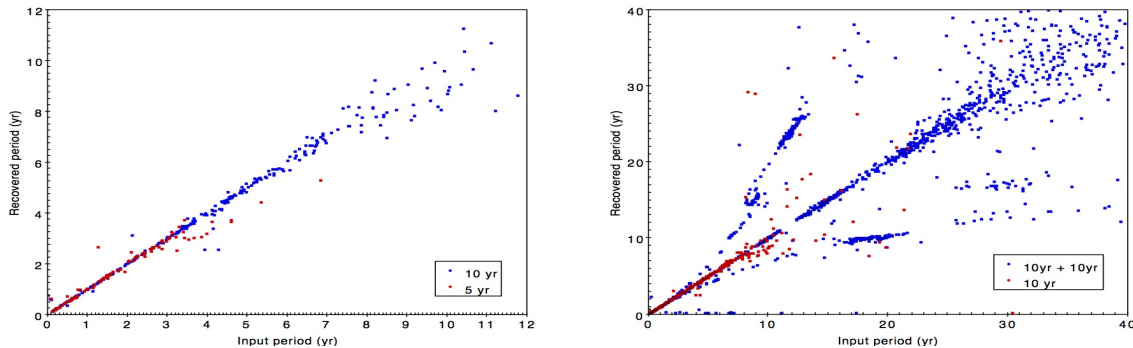 12
10
8
6
4
2
0
Recovered period (yr)
10 yr
5 yr
0 1 2 3 4 5 6 7 8 9 10 11 12
Input period (yr)
40
30
20
10
0
Recovered period (yr)
10yr + 10yr
10 yr
0 10 20 30 40
Input period (yr)